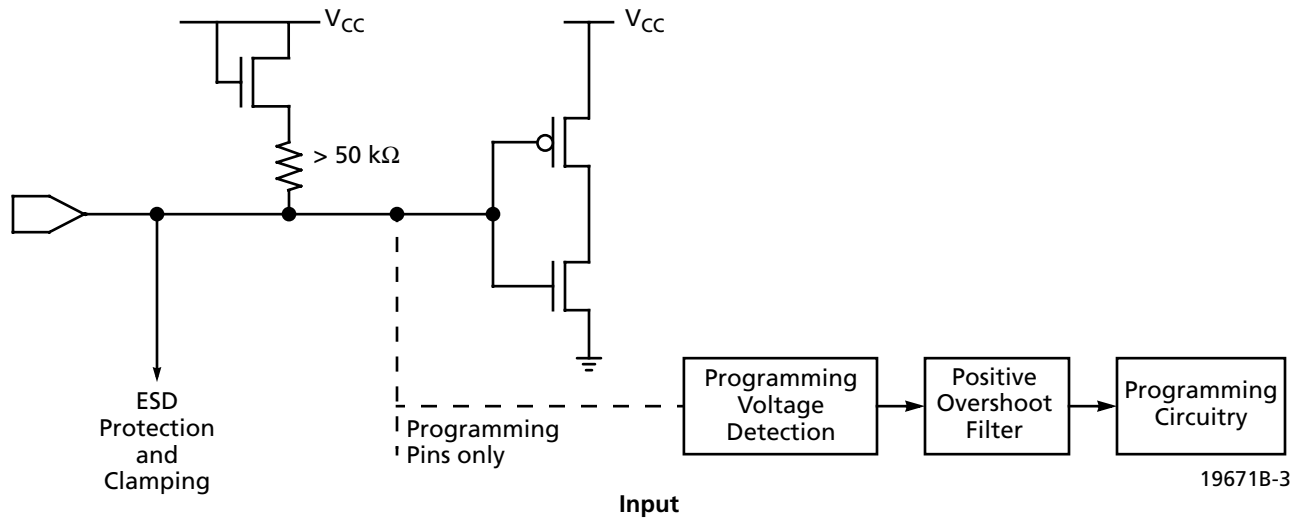 V_CC
V_CC
> 50 kΩ
ESD
Protection
and
Clamping
Programming
Pins only
Programming
Voltage
Detection
Positive
Overshoot
Filter
Programming
Circuitry
19671B-3
Input